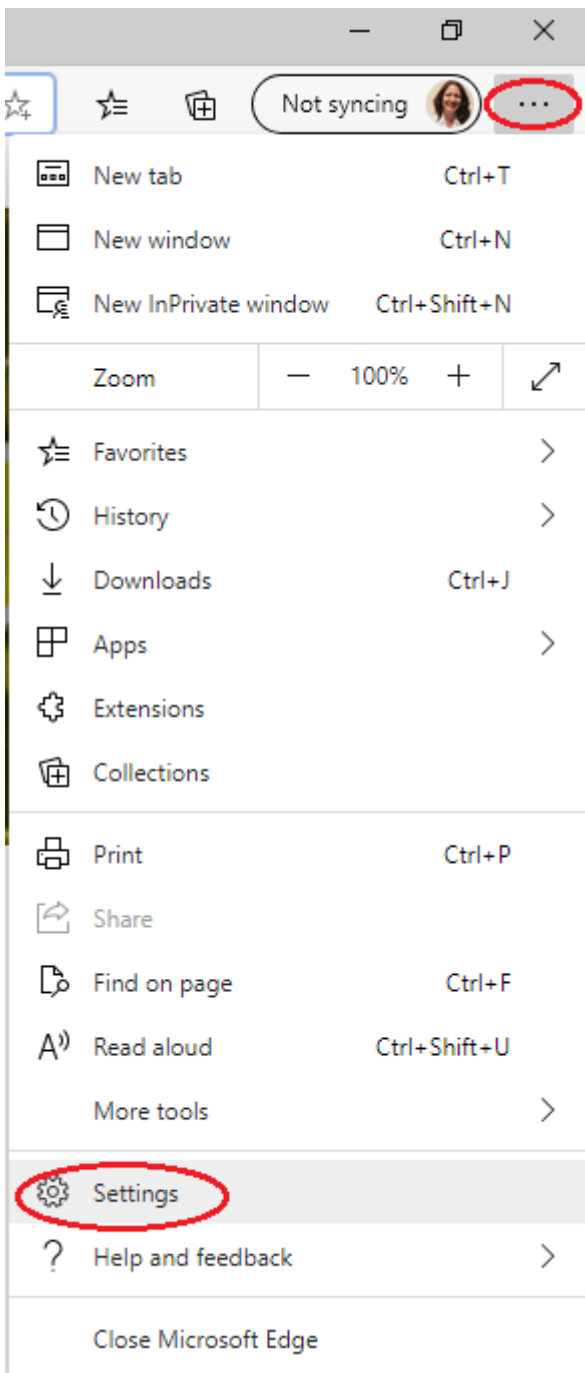 Not syncing ...
New tab Ctrl+T
New window Ctrl+N
New InPrivate window Ctrl+Shift+N
Zoom — 100% +
Favorites
History
Downloads Ctrl+J
Apps
Extensions
Collections
Print Ctrl+P
Share
Find on page Ctrl+F
A Read aloud Ctrl+Shift+U
More tools
Settings
? Help and feedback
Close Microsoft Edge